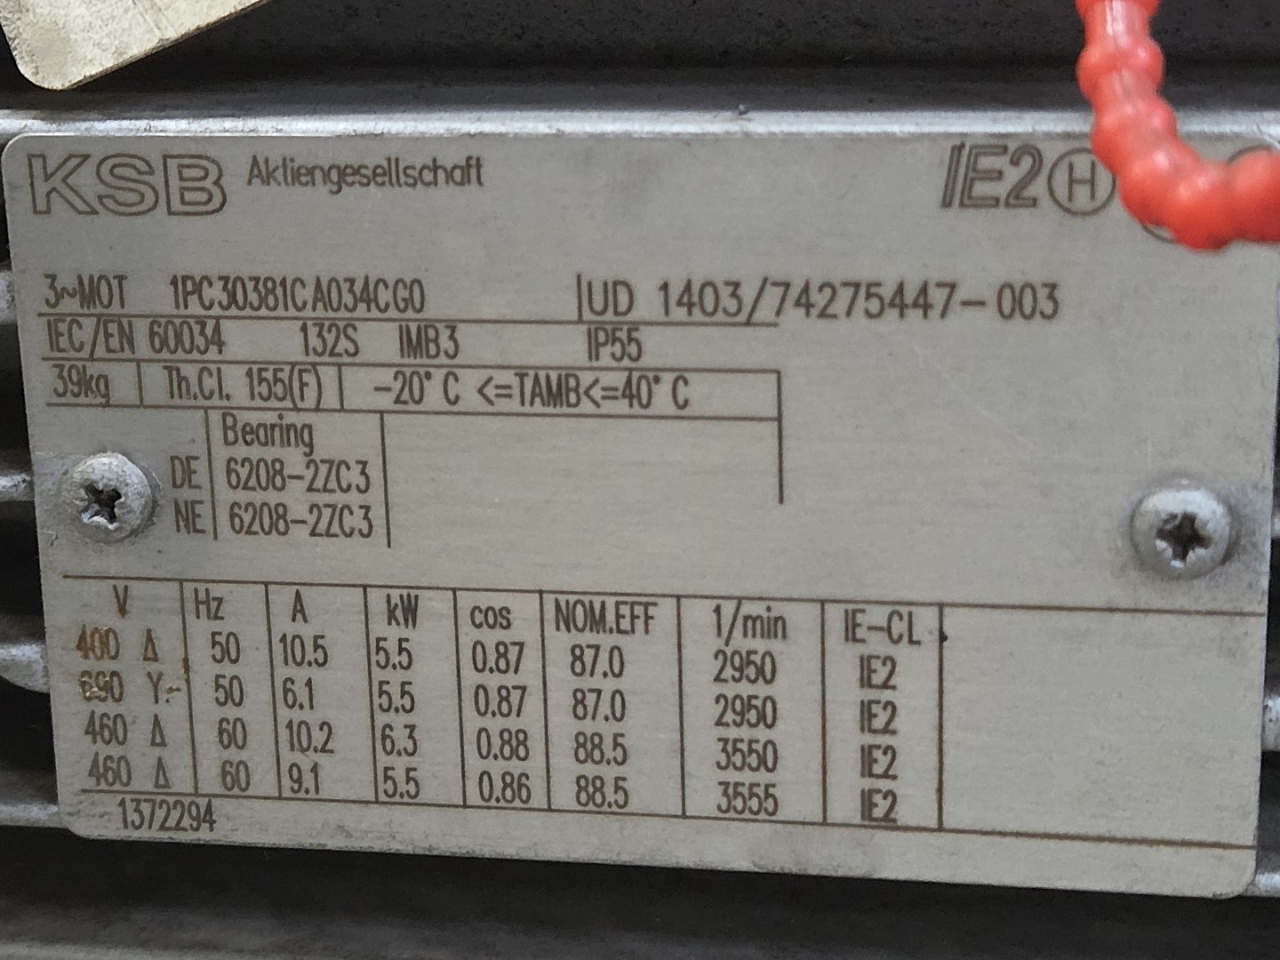 KSB Aktiengesellschaft IE2 H
3~MOT 1PC30381CA034CG0 UD 1403/74275447-003
IEC/EN 60034 132S IMB3 IP55
39kg Th.Cl. 155(F) -20° C <=TAMB<=40° C
Bearing
DE 6208-2ZC3
NE 6208-2ZC3
V Hz A kW cos NOM.EFF 1/min IE-CL
400 Δ 50 10.5 5.5 0.87 87.0 2950 IE2
690 Y 50 6.1 5.5 0.87 87.0 2950 IE2
460 Δ 60 10.2 6.3 0.88 88.5 3550 IE2
460 Δ 60 9.1 5.5 0.86 88.5 3555 IE2
1372294